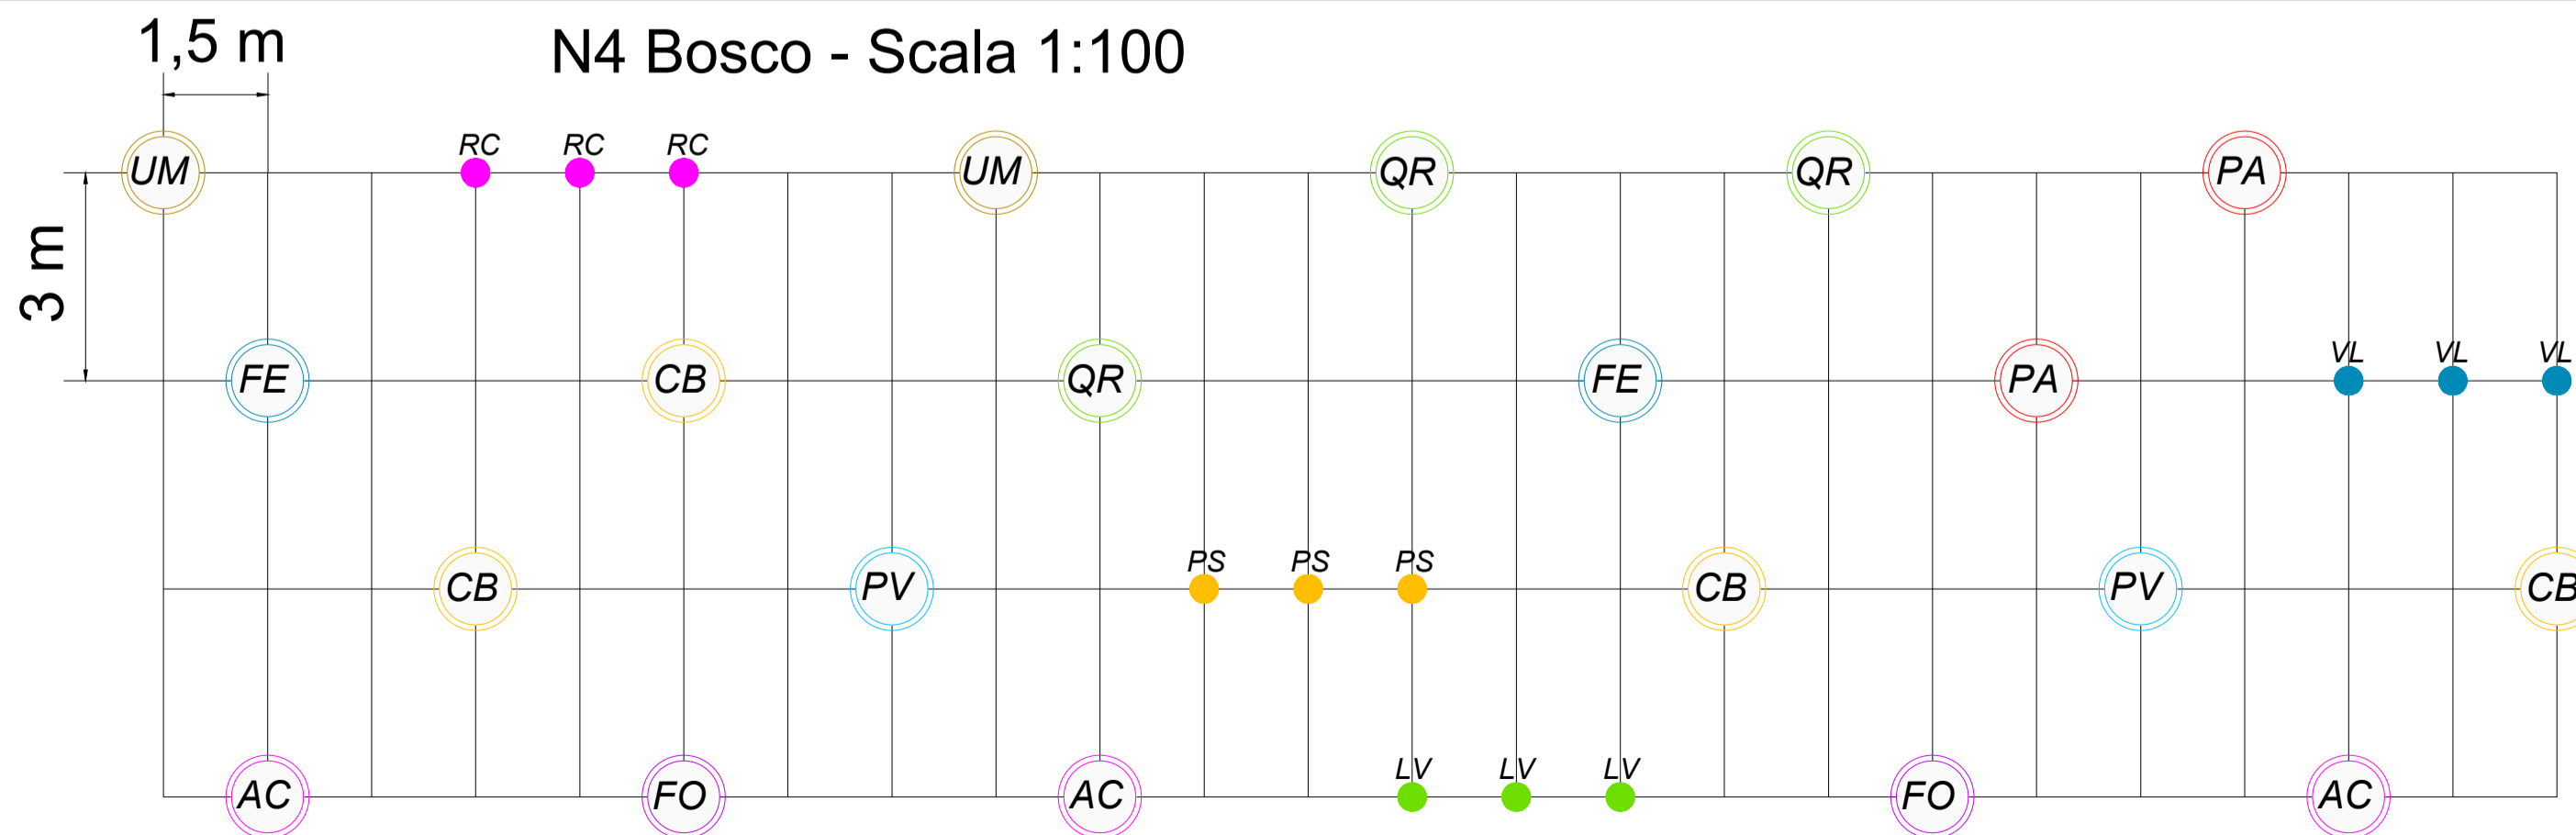 1,5 m
N4 Bosco - Scala 1:100
RC RC RC
UM UM QR QR PA
3 m
VL VL VL
FE CB QR FE PA
PS PS PS
CB PV CB PV CB
LV LV LV
AC FO AC FO AC